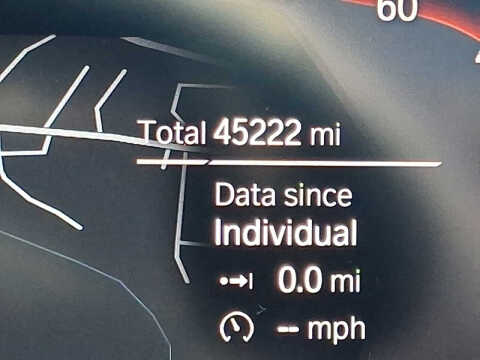 60
Total 45222 mi
Data since
Individual
0.0 mi
-- mph